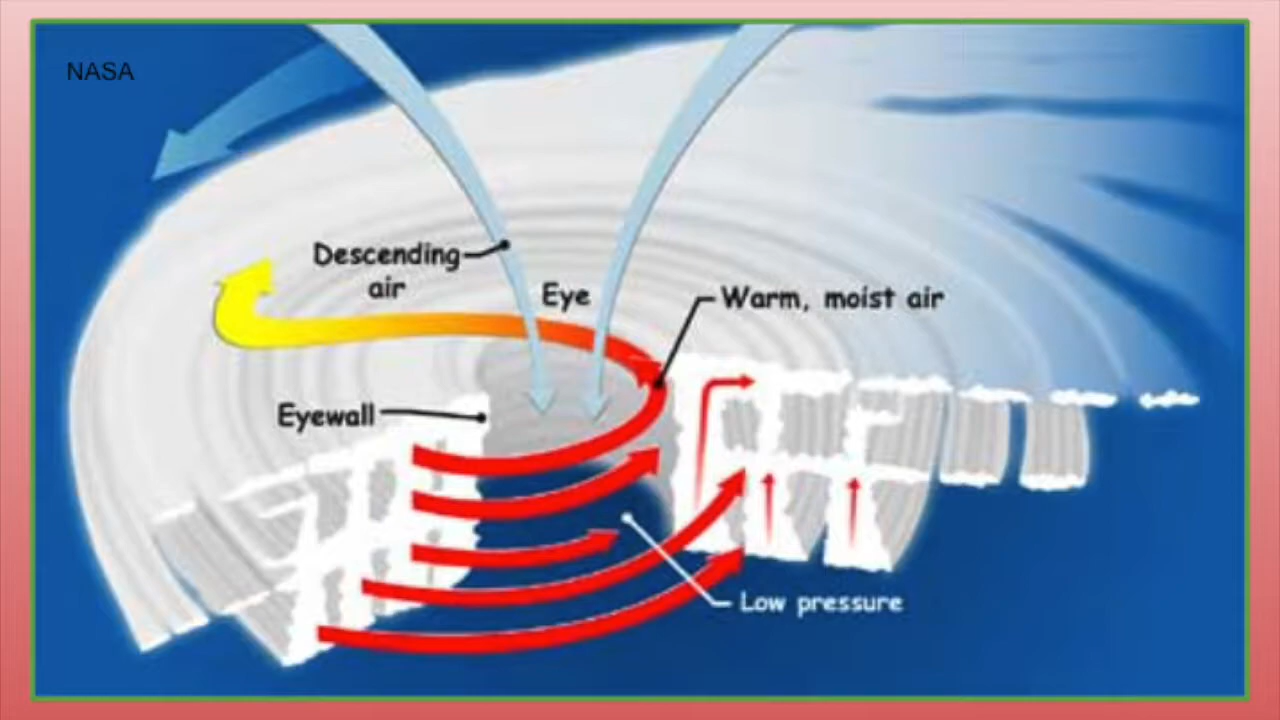 NASA
Descending
air
Eye
Warm, moist air
Eyewall
Low pressure